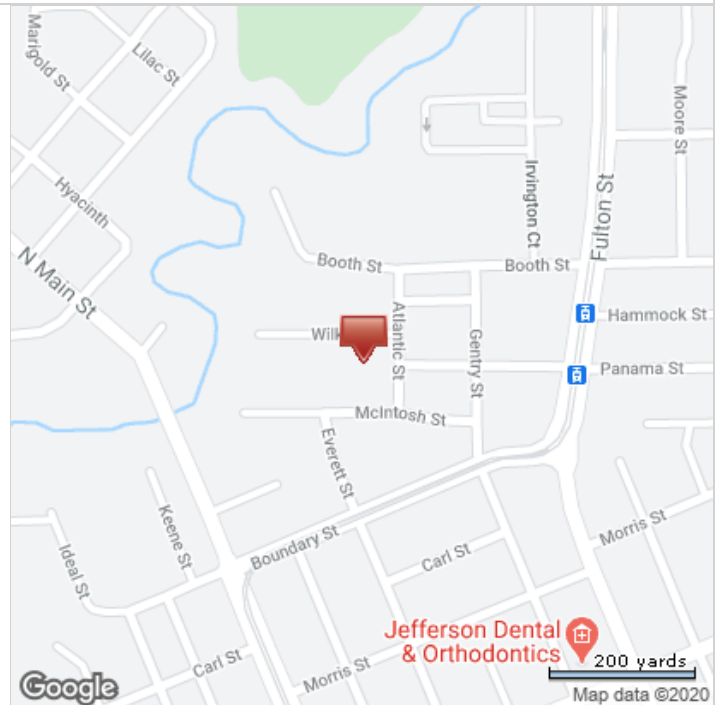 Marigold St
Lilac St
Moore St
Hyacinth
Irvington Ct
Fulton St
N Main St
Booth St
Booth St
Atlantic St
Gentry St
Hammock St
Panama St
McIntosh St
Everett St
Keene St
Ideal St
Boundary St
Morris St
Carl St
Jefferson Dental
& Orthodontics
200 yards
Carl St
Morris St
Google
Map data ©2020